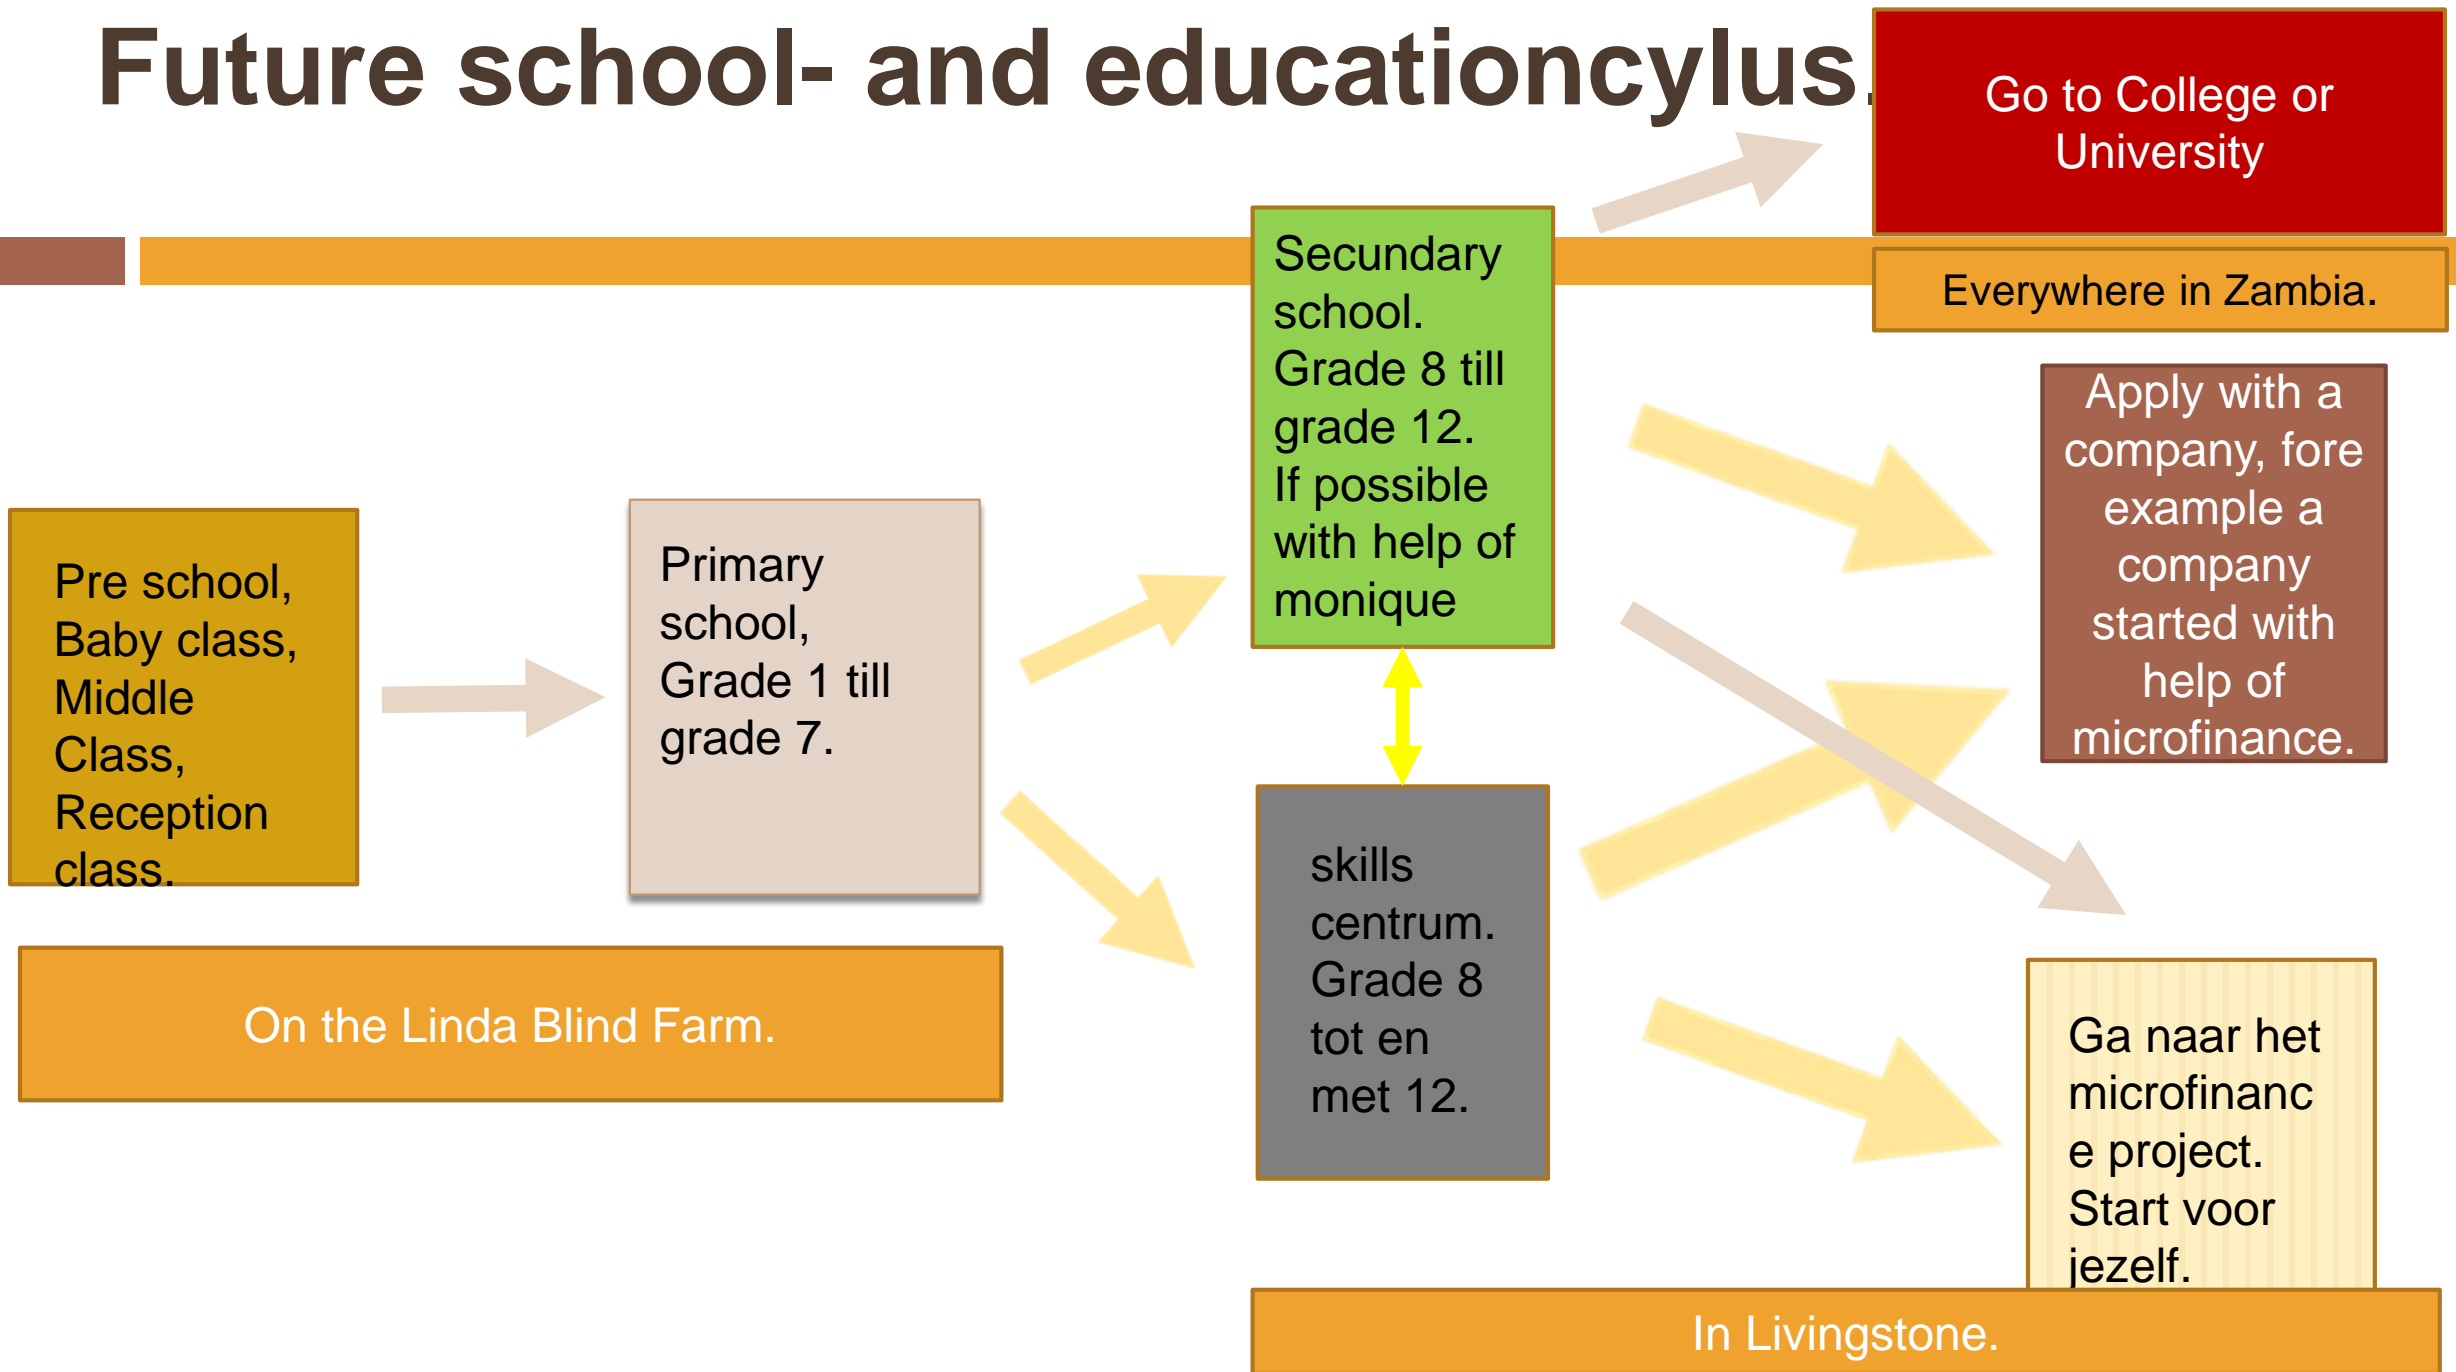 Future school- and educationcylus.
Go to College or
University
Everywhere in Zambia.
Secundary
school.
Grade 8 till
grade 12.
If possible
with help of
monique
Apply with a
company, fore
example a
company
started with
help of
microfinance.
Pre school,
Baby class,
Middle
Class,
Reception
class.
Primary
school,
Grade 1 till
grade 7.
skills
centrum.
Grade 8
tot en
met 12.
On the Linda Blind Farm.
Ga naar het
microfinanc
e project.
Start voor
jezelf.
In Livingstone.